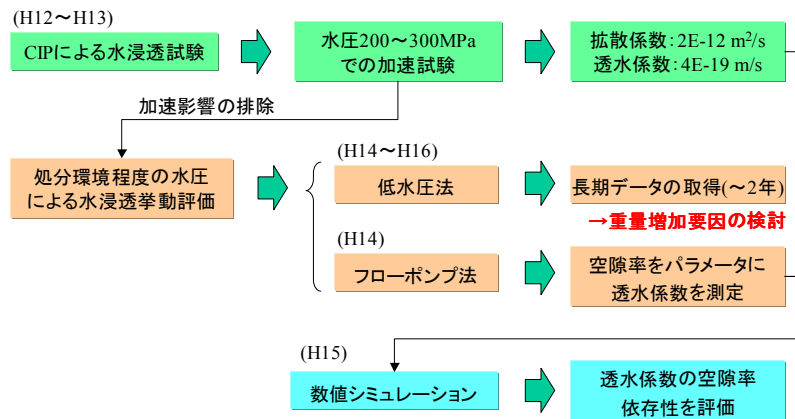 (H12～H13)
CIPによる水浸透試験
水圧200～300MPa
での加速試験
拡散係数：2E-12 m²/s
透水係数：4E-19 m/s
加速影響の排除
処分環境程度の水圧
による水浸透挙動評価
(H14～H16)
低水圧法
長期データの取得(～2年)
→重量増加要因の検討
(H14)
フローポンプ法
空隙率をパラメータに
透水係数を測定
(H15)
数値シミュレーション
透水係数の空隙率
依存性を評価